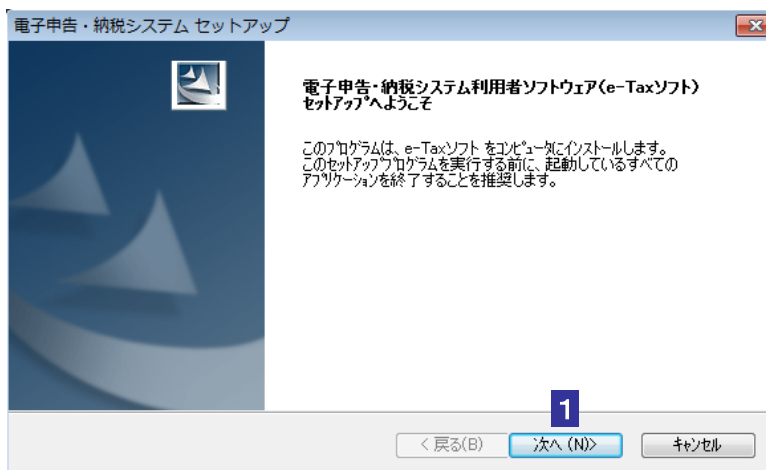 電子申告・納税システム セットアップ
電子申告・納税システム利用者ソフトウェア(e-Taxソフト)
ｾｯﾄｱｯﾌﾟへようこそ
このﾌﾟﾛｸﾞﾗﾑは、e-Taxソフト をｺﾝﾋﾟｭｰﾀにインストールします。
このｾｯﾄｱｯﾌﾟﾌﾟﾛｸﾞﾗﾑを実行する前に、起動しているすべての
ｱﾌﾟﾘｹｰｼｮﾝを終了することを推奨します。
1
< 戻る(B) 次へ (N)> ｷｬﾝｾﾙ